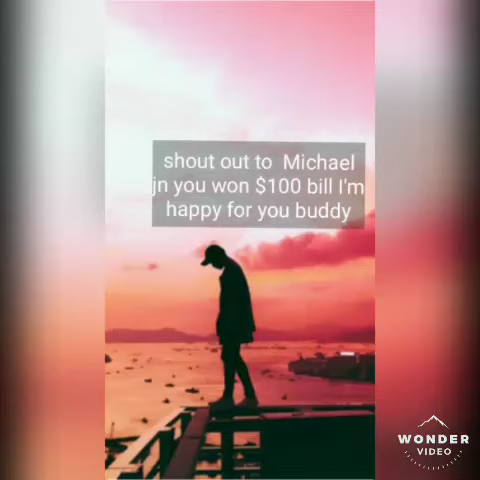 shout out to Michael
jn you won $100 bill I'm
happy for you buddy
WONDER
VIDEO